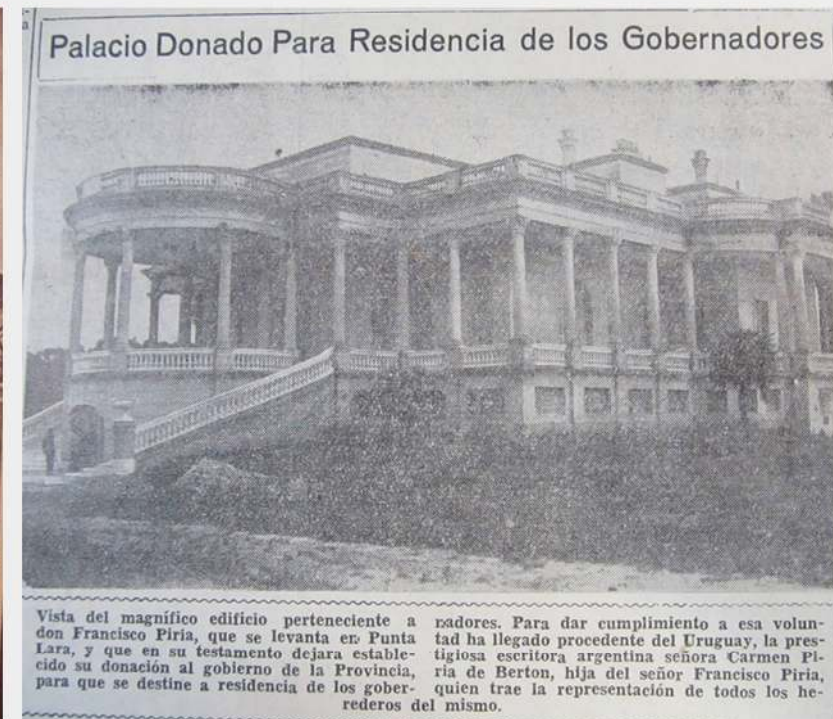 Palacio Donado Para Residencia de los Gobernadores
Vista del magnífico edificio perteneciente a
don Francisco Piria, que se levanta en Punta
Lara, y que en su testamento dejara estable-
cido su donación al gobierno de la Provincia,
para que se destine a residencia de los gober-
nadores. Para dar cumplimiento a esa volun-
tad ha llegado procedente del Uruguay, la pres-
tigiosa escritora argentina señora Carmen Pi-
ria de Berton, hija del señor Francisco Piria,
quien trae la representación de todos los he-
rederos del mismo.